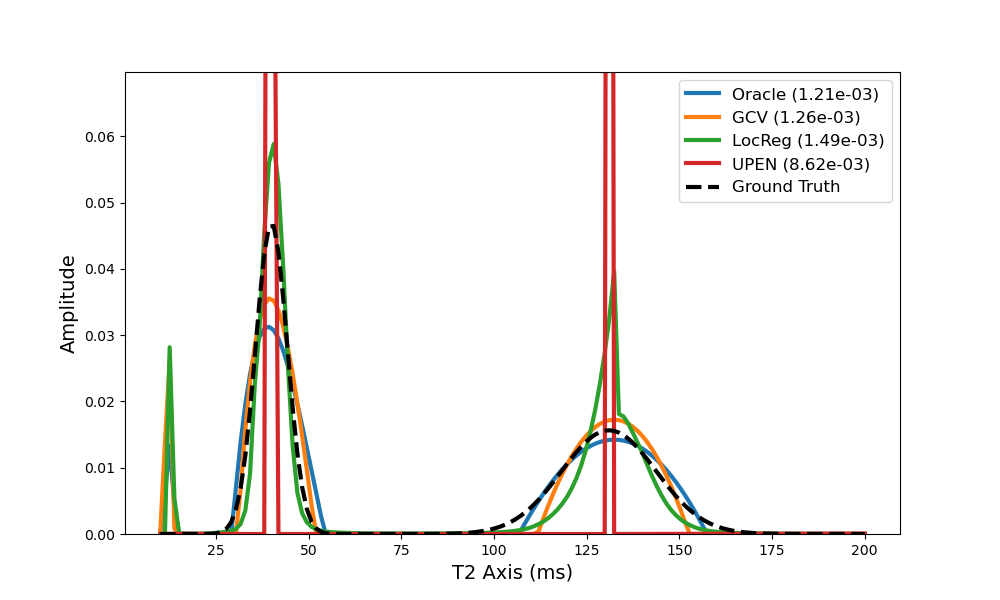 Oracle (1.21e-03)
GCV (1.26e-03)
LocReg (1.49e-03)
UPEN (8.62e-03)
Ground Truth
Amplitude
0.06
0.05
0.04
0.03
0.02
0.01
0.00
25 50 75 100 125 150 175 200
T2 Axis (ms)